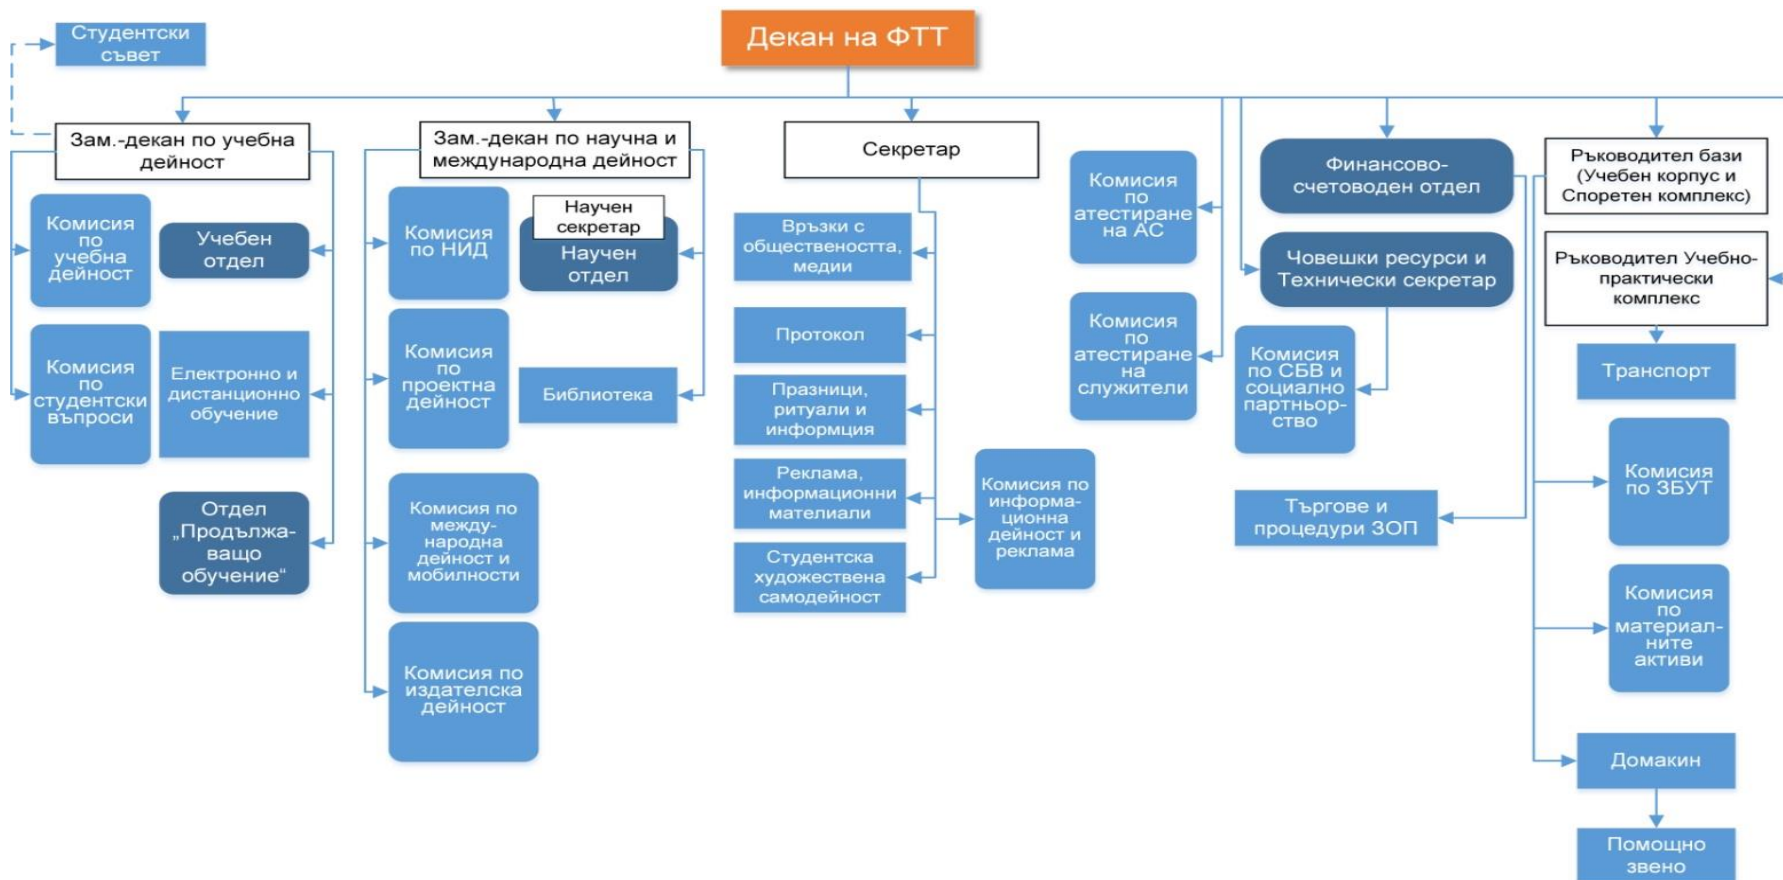 Студентски
съвет
Декан на ФТТ
Зам.-декан по учебна
дейност
Комисия
по
учебна
дейност
Учебен
отдел
Комисия
по
студентски
въпроси
Електронно и
дистанционно
обучение
Отдел
„Продължа-
ващо
обучение“
Зам.-декан по научна и
международна дейност
Комисия
по НИД
Научен
секретар
Научен
отдел
Комисия
по
проектна
дейност
Библиотека
Комисия по
между-
народна
дейност и
мобилности
Комисия по
издателска
дейност
Секретар
Връзки с
обществеността,
медии
Протокол
Празници,
ритуали и
информция
Реклама,
информационни
мателиали
Студентска
художествена
самодейност
Комисия по
информа-
ционна
дейност и
реклама
Комисия
по
атестиране
на АС
Комисия
по
атестиране
на
служители
Финансово-
счетоводен отдел
Човешки ресурси и
Технически секретар
Комисия
по СБВ и
социално
партньор-
ство
Търгове и
процедури ЗОП
Ръководител бази
(Учебен корпус и
Споретен комплекс)
Ръководител Учебно-
практически
комплекс
Транспорт
Комисия
по ЗБУТ
Комисия
по
материал-
ните
активи
Домакин
Помощно
звено